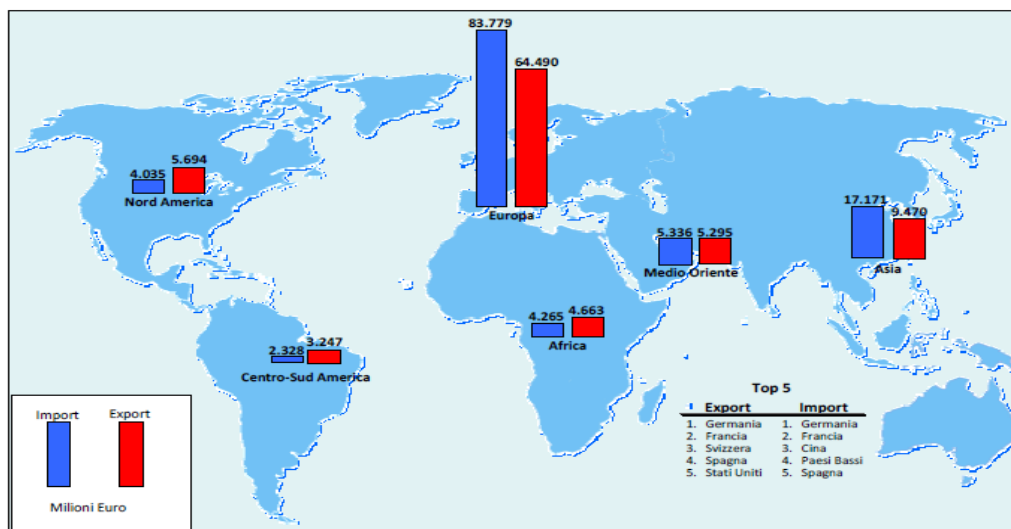 83.779
64.490
Europa
4.035
5.694
Nord America
17.171
9.470
Asia
5.336
5.295
Medio Oriente
4.265
4.663
Africa
2.328
3.247
Centro-Sud America
Top 5
Export Import
1. Germania 1. Germania
2. Francia 2. Francia
3. Svizzera 3. Cina
4. Spagna 4. Paesi Bassi
5. Stati Uniti 5. Spagna
Import Export
Milioni Euro